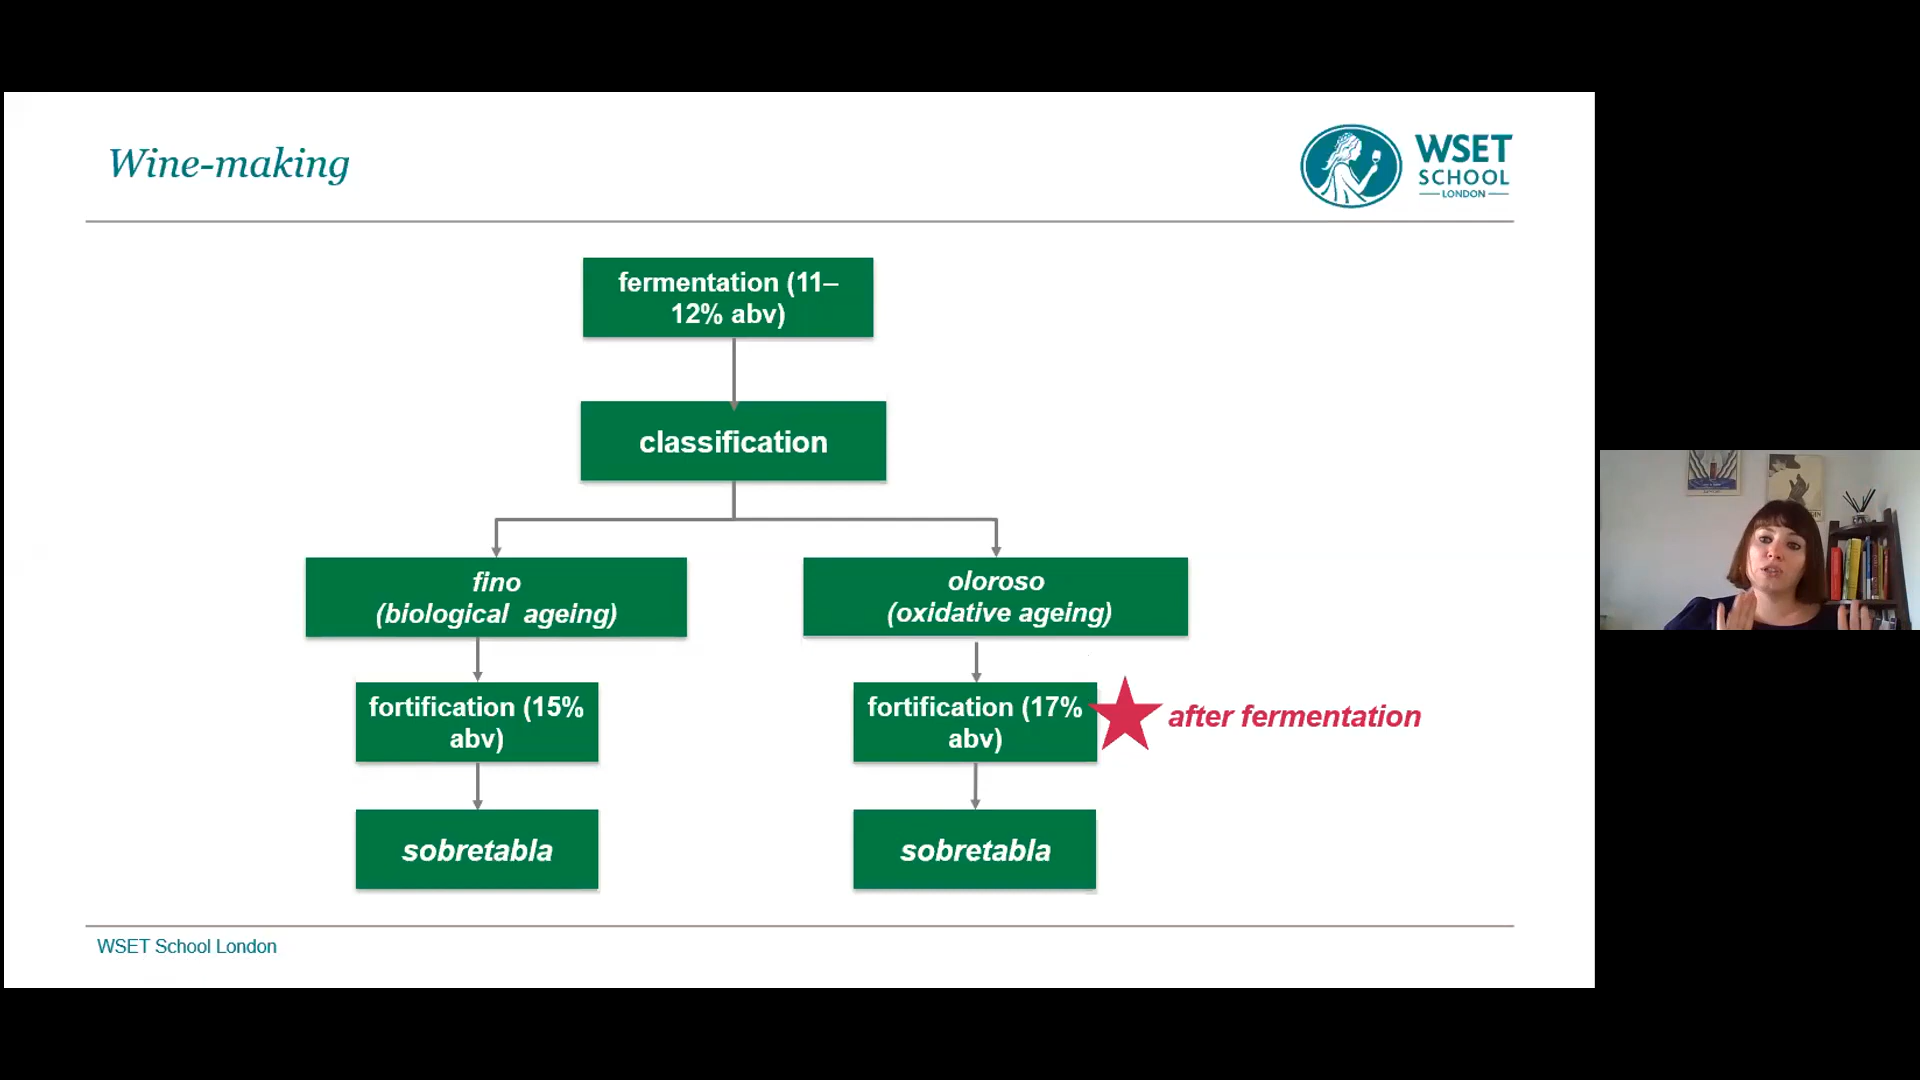 Wine-making
WSET
SCHOOL
LONDON
fermentation (11–
12% abv)
classification
fino
(biological ageing)
oloroso
(oxidative ageing)
fortification (15%
abv)
fortification (17%
abv)
after fermentation
sobretabla
sobretabla
WSET School London